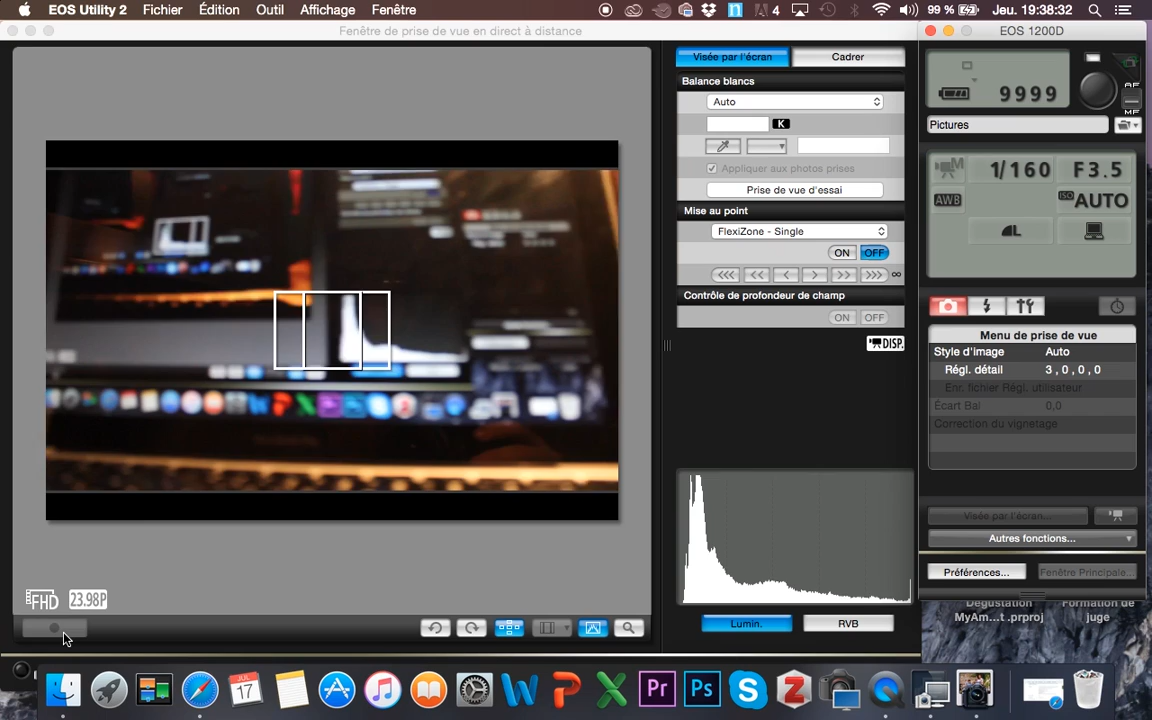 EOS Utility 2 Fichier Édition Outil Affichage Fenêtre 4 99 % Jeu. 19:38:32
Fenêtre de prise de vue en direct à distance
EOS 1200D
Visée par l'écran Cadrer
Balance blancs
Auto
K
Appliquer aux photos prises
Prise de vue d'essai
Mise au point
FlexiZone - Single
ON OFF
<<< << < > >> >>> ∞
Contrôle de profondeur de champ
ON OFF
DISP.
9999
AF
MF
Pictures
M 1/160 F3.5
AWB ISO AUTO
L
Menu de prise de vue
Style d'image Auto
Régl. détail 3 , 0 , 0 , 0
Enr. fichier Régl. utilisateur
Écart Bal 0,0
Correction du vignetage
Visée par l'écran...
Autres fonctions...
Préférences... Fenêtre Principale...
FHD 23.98P
Lumin. RVB
Dégustation
MyAm...t .prproj
Formation de
juge
17
Pr Ps